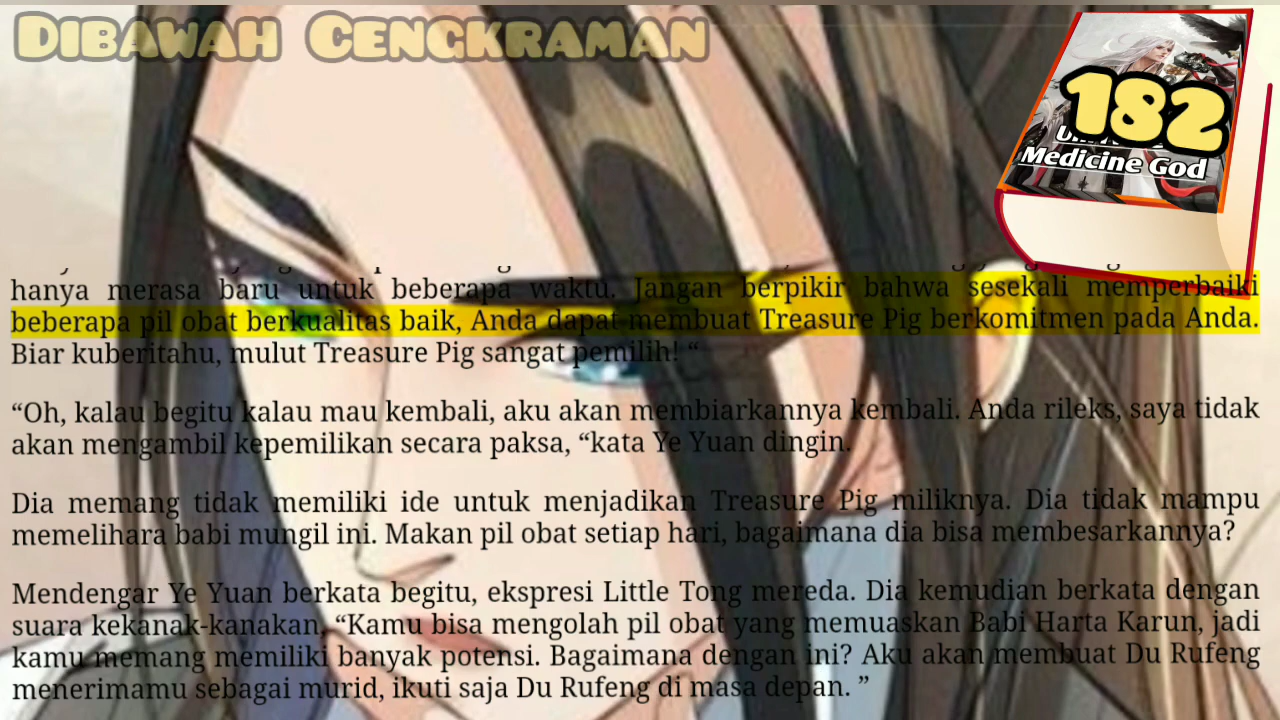 DIBAWAH CENGKRAMAN
182
Medicine God
hanya merasa baru untuk beberapa waktu. Jangan berpikir bahwa sesekali memperbaiki
beberapa pil obat berkualitas baik, Anda dapat membuat Treasure Pig berkomitmen pada Anda.
Biar kuberitahu, mulut Treasure Pig sangat pemilih! “
“Oh, kalau begitu kalau mau kembali, aku akan membiarkannya kembali. Anda rileks, saya tidak
akan mengambil kepemilikan secara paksa, “kata Ye Yuan dingin.
Dia memang tidak memiliki ide untuk menjadikan Treasure Pig miliknya. Dia tidak mampu
memelihara babi mungil ini. Makan pil obat setiap hari, bagaimana dia bisa membesarkannya?
Mendengar Ye Yuan berkata begitu, ekspresi Little Tong mereda. Dia kemudian berkata dengan
suara kekanak-kanakan, “Kamu bisa mengolah pil obat yang memuaskan Babi Harta Karun, jadi
kamu memang memiliki banyak potensi. Bagaimana dengan ini? Aku akan membuat Du Rufeng
menerimamu sebagai murid, ikuti saja Du Rufeng di masa depan. ”